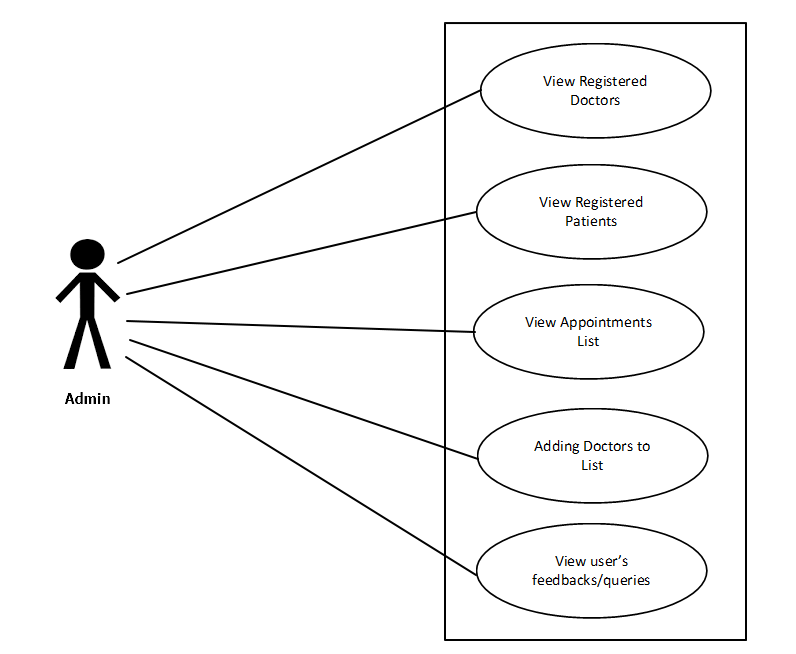 View Registered
Doctors
View Registered
Patients
View Appointments
List
Adding Doctors to
List
View user's
feedbacks/queries
Admin